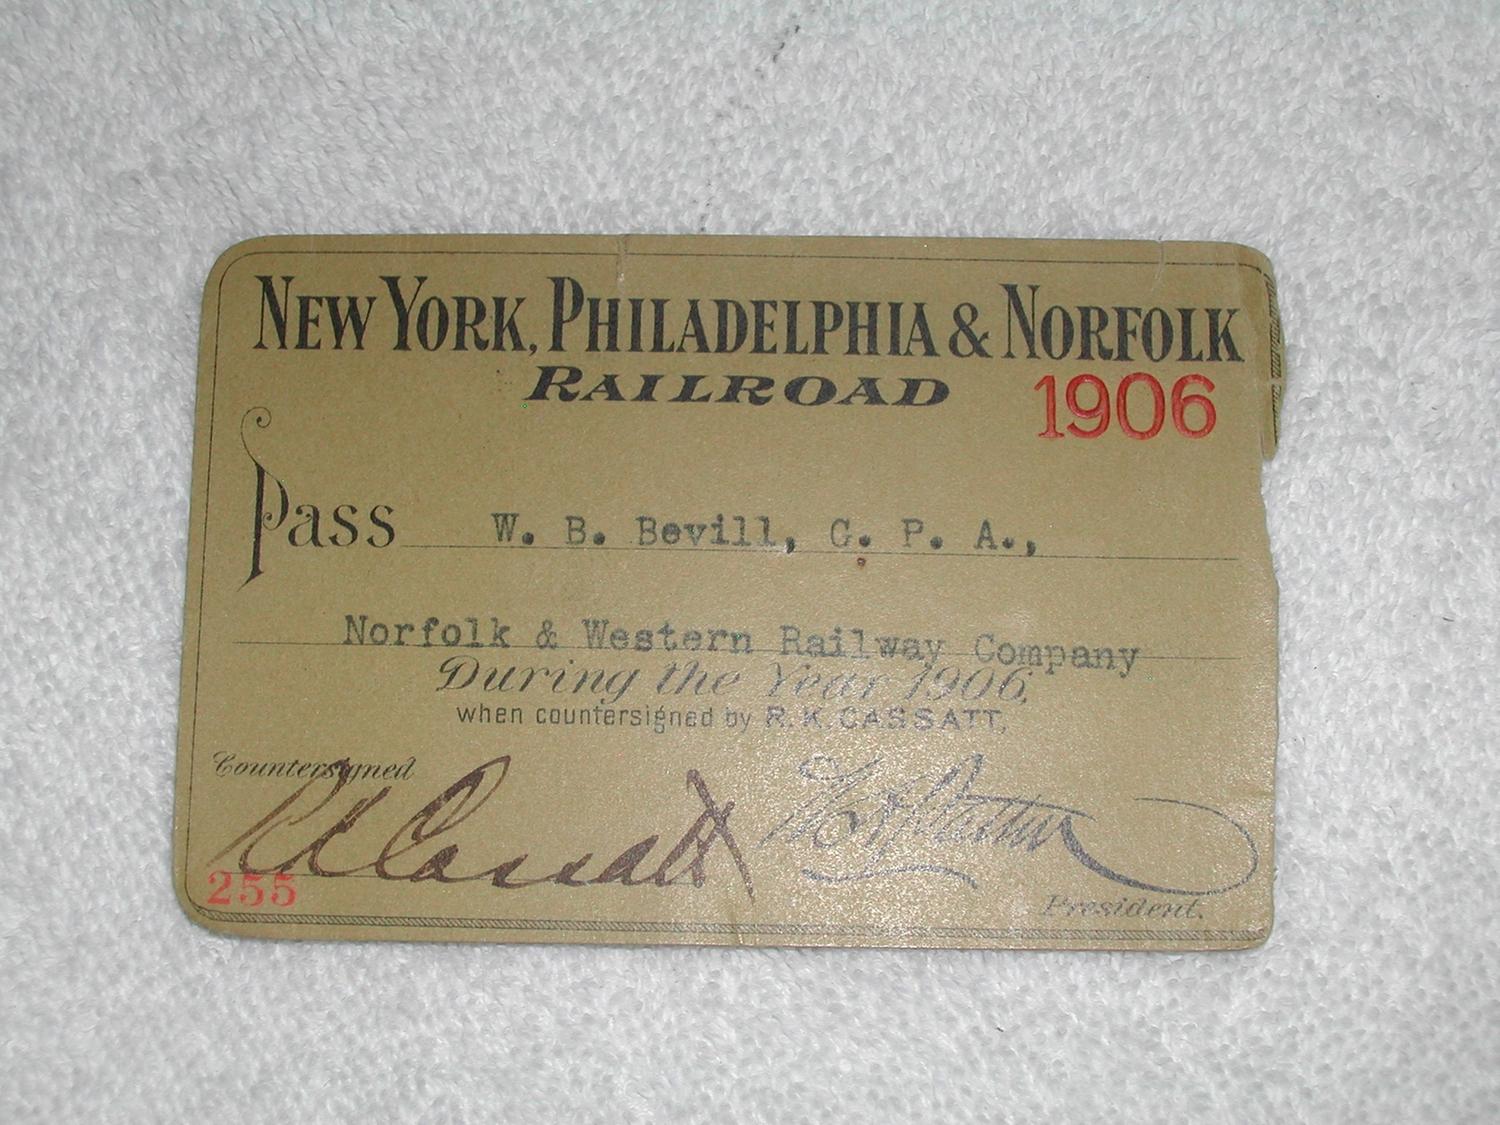 NEW YORK, PHILADELPHIA & NORFOLK
RAILROAD
1906
Pass W. B. Bevill, G. P. A.,
Norfolk & Western Railway Company
During the Year 1906,
when countersigned by R. K. CASSATT,
Countersigned
R K Cassatt
255
President.